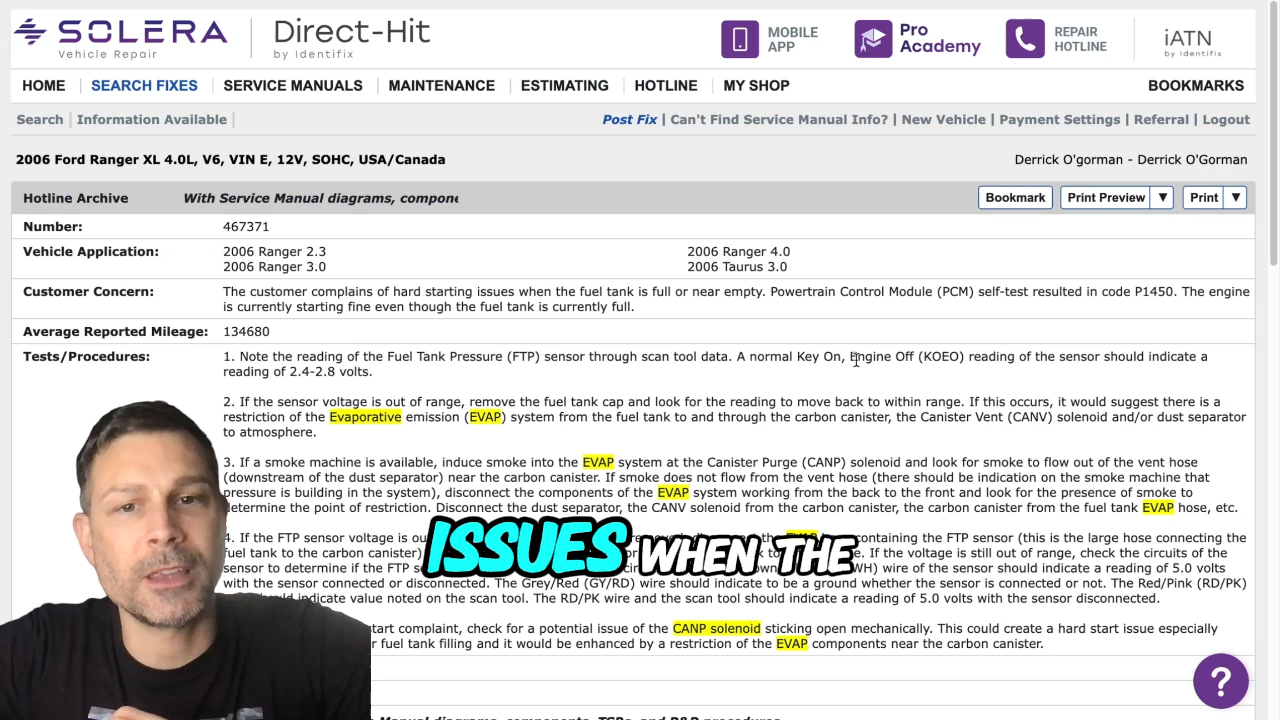 SOLERA
Vehicle Repair
Direct-Hit
by Identifix
MOBILE
APP
Pro
Academy
REPAIR
HOTLINE
iATN
by Identifix
HOME SEARCH FIXES SERVICE MANUALS MAINTENANCE ESTIMATING HOTLINE MY SHOP BOOKMARKS
Search | Information Available |
Post Fix | Can't Find Service Manual Info? | New Vehicle | Payment Settings | Referral | Logout
2006 Ford Ranger XL 4.0L, V6, VIN E, 12V, SOHC, USA/Canada
Derrick O'gorman - Derrick O'Gorman
Hotline Archive With Service Manual diagrams, compone
Bookmark Print Preview ▼ Print ▼
Number: 467371
Vehicle Application: 2006 Ranger 2.3 2006 Ranger 4.0
2006 Ranger 3.0 2006 Taurus 3.0
Customer Concern: The customer complains of hard starting issues when the fuel tank is full or near empty. Powertrain Control Module (PCM) self-test resulted in code P1450. The engine
is currently starting fine even though the fuel tank is currently full.
Average Reported Mileage: 134680
Tests/Procedures: 1. Note the reading of the Fuel Tank Pressure (FTP) sensor through scan tool data. A normal Key On, Engine Off (KOEO) reading of the sensor should indicate a
reading of 2.4-2.8 volts.
2. If the sensor voltage is out of range, remove the fuel tank cap and look for the reading to move back to within range. If this occurs, it would suggest there is a
restriction of the Evaporative emission (EVAP) system from the fuel tank to and through the carbon canister, the Canister Vent (CANV) solenoid and/or dust separator
to atmosphere.
3. If a smoke machine is available, induce smoke into the EVAP system at the Canister Purge (CANP) solenoid and look for smoke to flow out of the vent hose
(downstream of the dust separator) near the carbon canister. If smoke does not flow from the vent hose (there should be indication on the smoke machine that
pressure is building in the system), disconnect the components of the EVAP system working from the back to the front and look for the presence of smoke to
determine the point of restriction. Disconnect the dust separator, the CANV solenoid from the carbon canister, the carbon canister from the fuel tank EVAP hose, etc.
4. If the FTP sensor voltage is containing the FTP sensor (this is the large hose connecting the
fuel tank to the carbon canister) If the voltage is still out of range, check the circuits of the
sensor to determine if the FTP wire of the sensor should indicate a reading of 5.0 volts
with the sensor connected or disconnected. The Grey/Red (GY/RD) wire should indicate to be a ground whether the sensor is connected or not. The Red/Pink (RD/PK)
indicate value noted on the scan tool. The RD/PK wire and the scan tool should indicate a reading of 5.0 volts with the sensor disconnected.
ISSUES WHEN THE
start complaint, check for a potential issue of the CANP solenoid sticking open mechanically. This could create a hard start issue especially
fuel tank filling and it would be enhanced by a restriction of the EVAP components near the carbon canister.
?